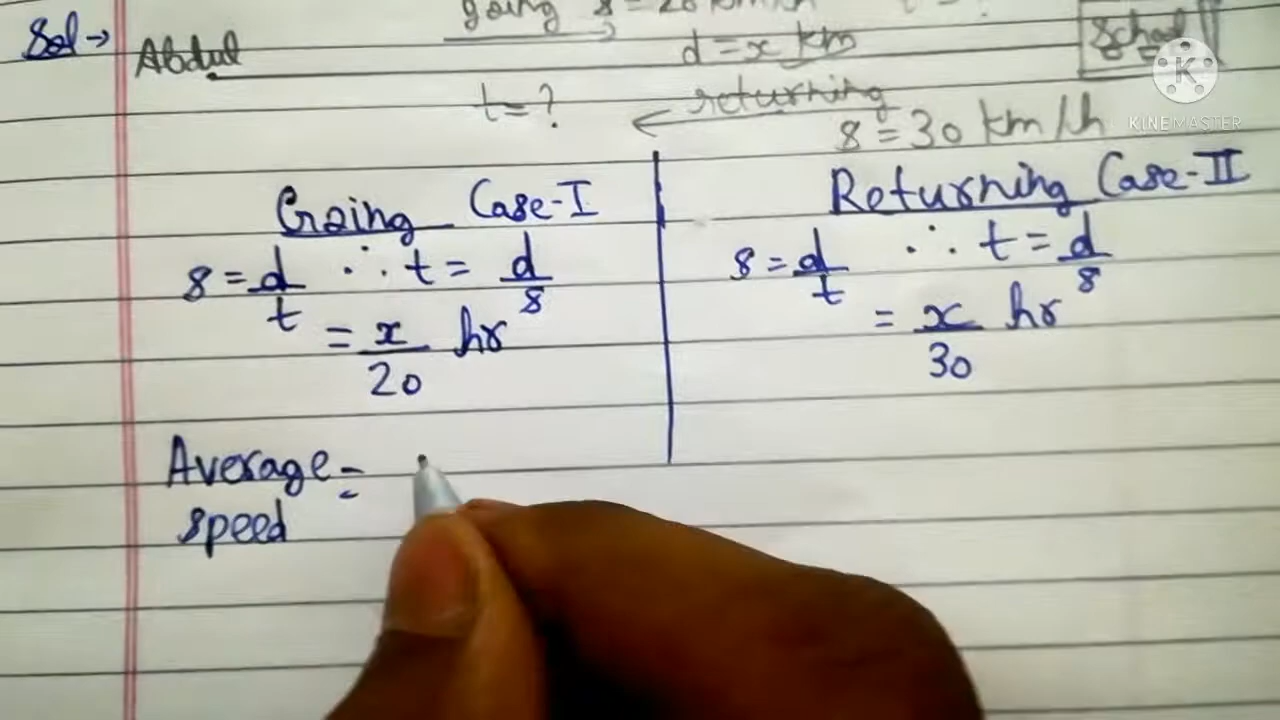 going s = 20 km/h t = ?
Sol → Abdul d = x km School
t = ? returning
s = 30 km/h
KINEMASTER
Going Case-I
s = d/t ∴ t = d/s
= x/20 hr
Returning Case-II
s = d/t ∴ t = d/s
= x/30 hr
Average =
speed